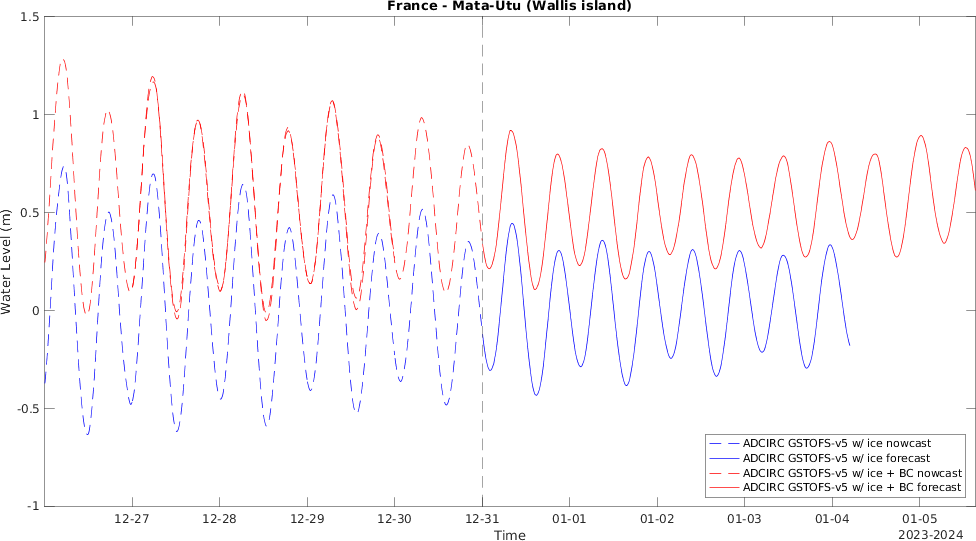 France - Mata-Utu (Wallis island)
1.5
1
0.5
0
-0.5
-1
Water Level (m)
12-27
12-28
12-29
12-30
12-31
01-01
01-02
01-03
01-04
01-05
Time
2023-2024
ADCIRC GSTOFS-v5 w/ ice nowcast
ADCIRC GSTOFS-v5 w/ ice forecast
ADCIRC GSTOFS-v5 w/ ice + BC nowcast
ADCIRC GSTOFS-v5 w/ ice + BC forecast